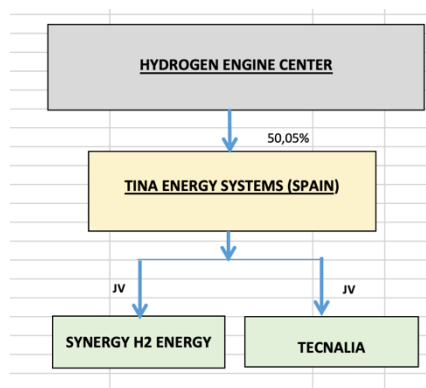 HYDROGEN ENGINE CENTER
50,05%
TINA ENERGY SYSTEMS (SPAIN)
JV
JV
SYNERGY H2 ENERGY
TECNALIA